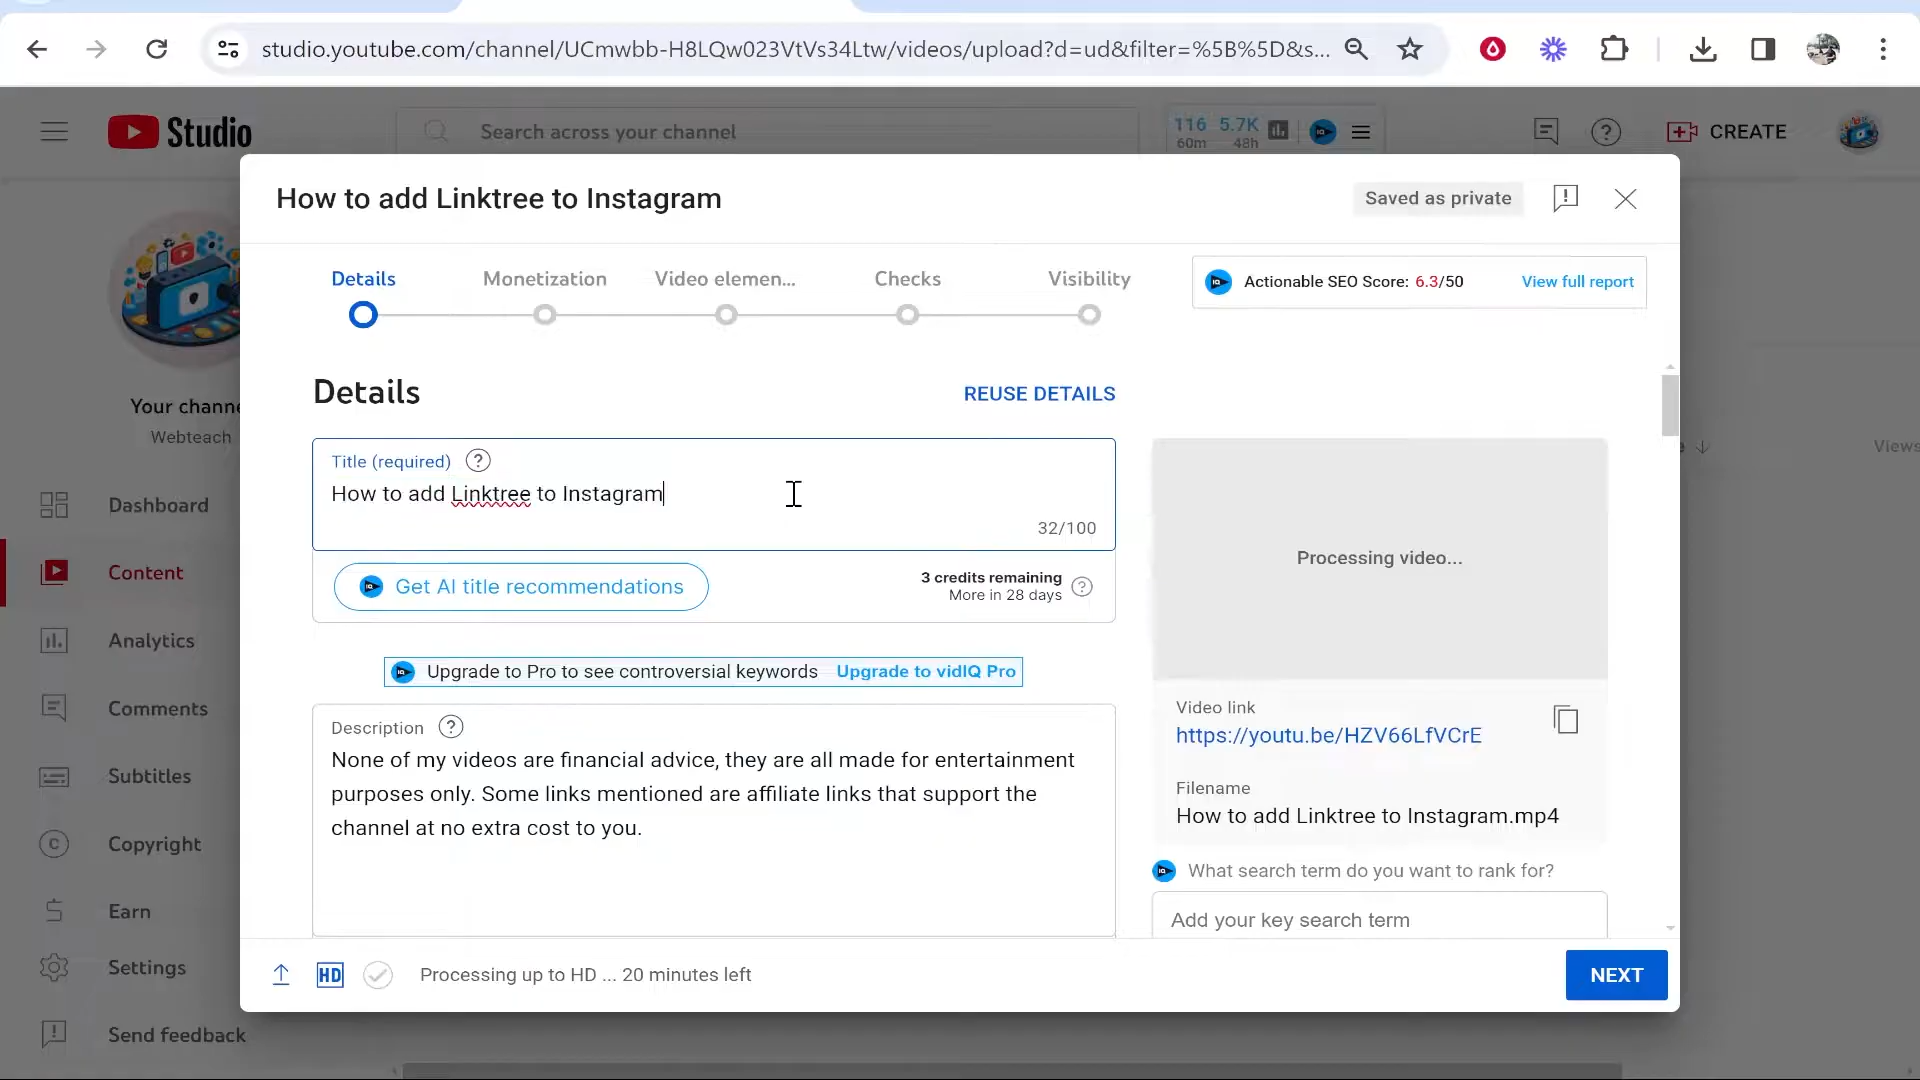 studio.youtube.com/channel/UCmwbb-H8LQw023VtVs34Ltw/videos/upload?d=ud&filter=%5B%5D&s...
Studio
Search across your channel
116 5.7K
60m 48h
CREATE
How to add Linktree to Instagram
Saved as private
Details
Monetization
Video elemen...
Checks
Visibility
Actionable SEO Score: 6.3/50
View full report
Details
REUSE DETAILS
Your channe
Webteach
Views
Title (required)
How to add Linktree to Instagram
32/100
Get AI title recommendations
3 credits remaining
More in 28 days
Upgrade to Pro to see controversial keywords Upgrade to vidIQ Pro
Description
None of my videos are financial advice, they are all made for entertainment
purposes only. Some links mentioned are affiliate links that support the
channel at no extra cost to you.
Processing video...
Video link
https://youtu.be/HZV66LfVCrE
Filename
How to add Linktree to Instagram.mp4
What search term do you want to rank for?
Add your key search term
Dashboard
Content
Analytics
Comments
Subtitles
Copyright
Earn
Settings
Send feedback
HD
Processing up to HD ... 20 minutes left
NEXT